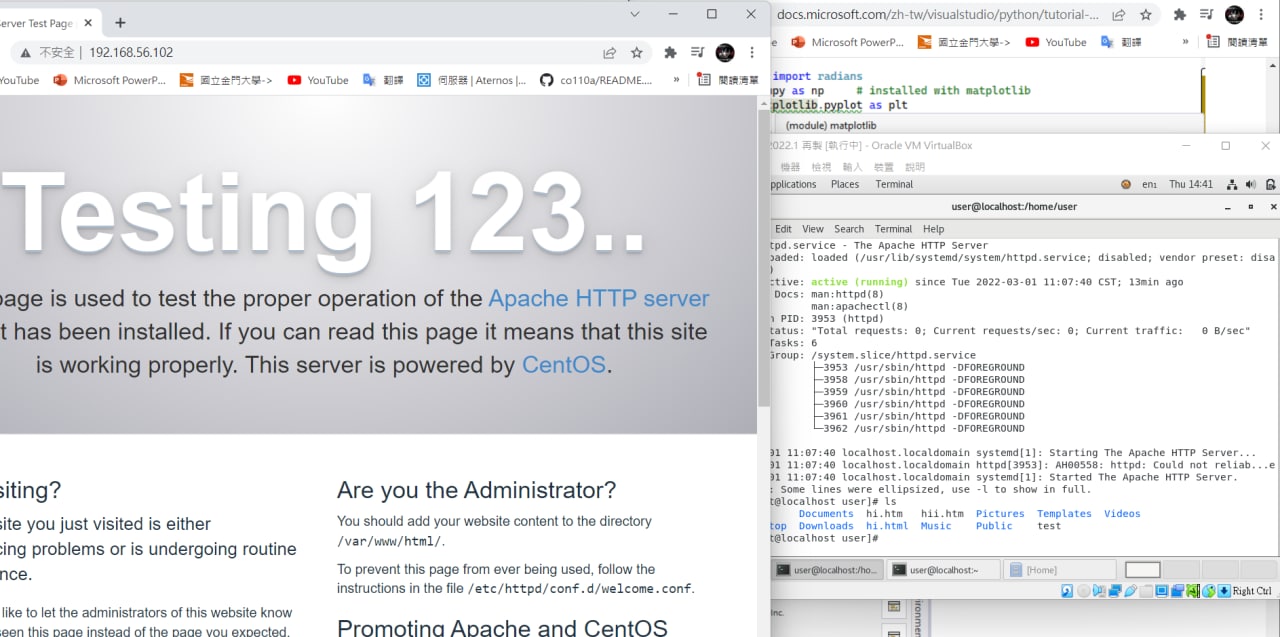 Server Test Page
不安全 | 192.168.56.102
YouTube Microsoft PowerP... 國立金門大學-> YouTube 翻譯 伺服器 | Aternos |... co110a/README.... » 閱讀清單
Testing 123..
page is used to test the proper operation of the Apache HTTP server
t has been installed. If you can read this page it means that this site
is working properly. This server is powered by CentOS.
siting?
site you just visited is either
cing problems or is undergoing routine
nce.
like to let the administrators of this website know
seen this page instead of the page you expected,
Are you the Administrator?
You should add your website content to the directory
/var/www/html/.
To prevent this page from ever being used, follow the
instructions in the file /etc/httpd/conf.d/welcome.conf.
Promoting Apache and CentOS
docs.microsoft.com/zh-tw/visualstudio/python/tutorial-...
e Microsoft PowerP... 國立金門大學-> YouTube 翻譯 » 閱讀清單
import radians
py as np # installed with matplotlib
plotlib.pyplot as plt
(module) matplotlib
2022.1 再製 [執行中] - Oracle VM VirtualBox
機器 檢視 輸入 裝置 說明
pplications Places Terminal en₁ Thu 14:41
user@localhost:/home/user
Edit View Search Terminal Help
tpd.service - The Apache HTTP Server
oaded: loaded (/usr/lib/systemd/system/httpd.service; disabled; vendor preset: disa
)
ctive: active (running) since Tue 2022-03-01 11:07:40 CST; 13min ago
Docs: man:httpd(8)
man:apachectl(8)
n PID: 3953 (httpd)
tatus: "Total requests: 0; Current requests/sec: 0; Current traffic:   0 B/sec"
Tasks: 6
Group: /system.slice/httpd.service
├─3953 /usr/sbin/httpd -DFOREGROUND
├─3958 /usr/sbin/httpd -DFOREGROUND
├─3959 /usr/sbin/httpd -DFOREGROUND
├─3960 /usr/sbin/httpd -DFOREGROUND
├─3961 /usr/sbin/httpd -DFOREGROUND
└─3962 /usr/sbin/httpd -DFOREGROUND
01 11:07:40 localhost.localdomain systemd[1]: Starting The Apache HTTP Server...
01 11:07:40 localhost.localdomain httpd[3953]: AH00558: httpd: Could not reliab...e
01 11:07:40 localhost.localdomain systemd[1]: Started The Apache HTTP Server.
: Some lines were ellipsized, use -l to show in full.
t@localhost user]# ls
Documents hi.htm hii.htm Pictures Templates Videos
top Downloads hi.html Music Public test
t@localhost user]#
user@localhost:/ho... user@localhost:~ [Home]
Right Ctrl
Inc.